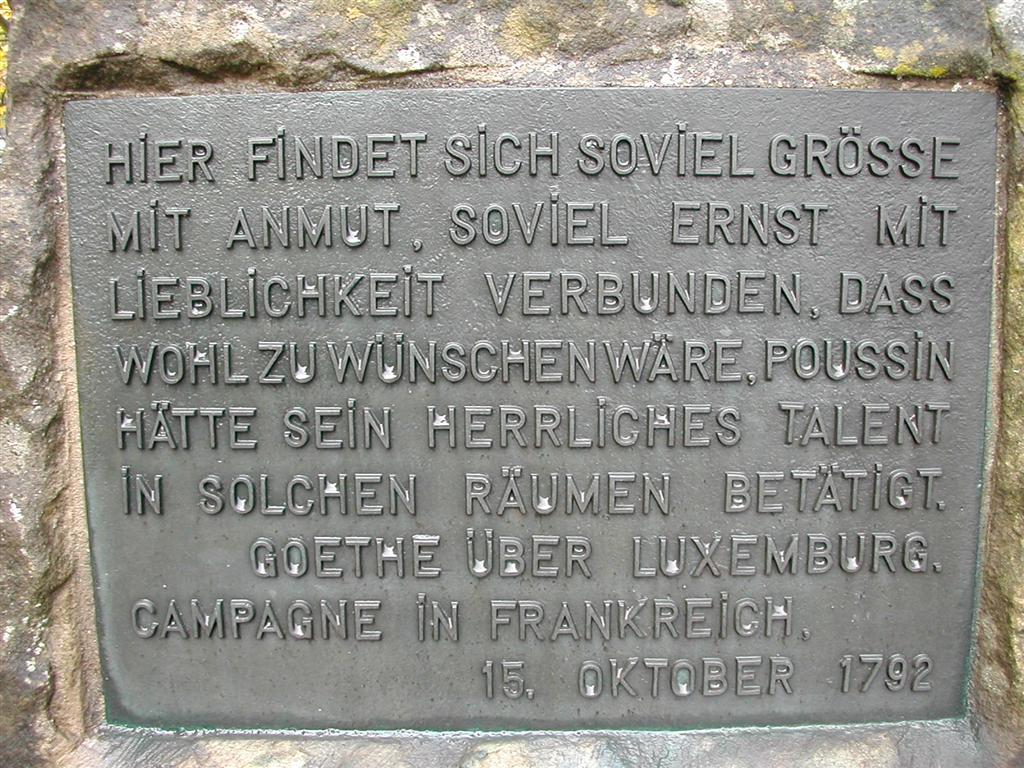 HiER FiNDET SiCH SOViEL GRÖSSE
MiT ANMUT, SOViEL ERNST MiT
LiEBLiCHKEiT VERBUNDEN, DASS
WOHL ZU WÜNSCHEN WÄRE, POUSSiN
HÄTTE SEiN HERRLiCHES TALENT
iN SOLCHEN RÄUMEN BETÄTiGT.
GOETHE ÜBER LUXEMBURG.
CAMPAGNE iN FRANKREiCH,
15. OKTOBER 1792